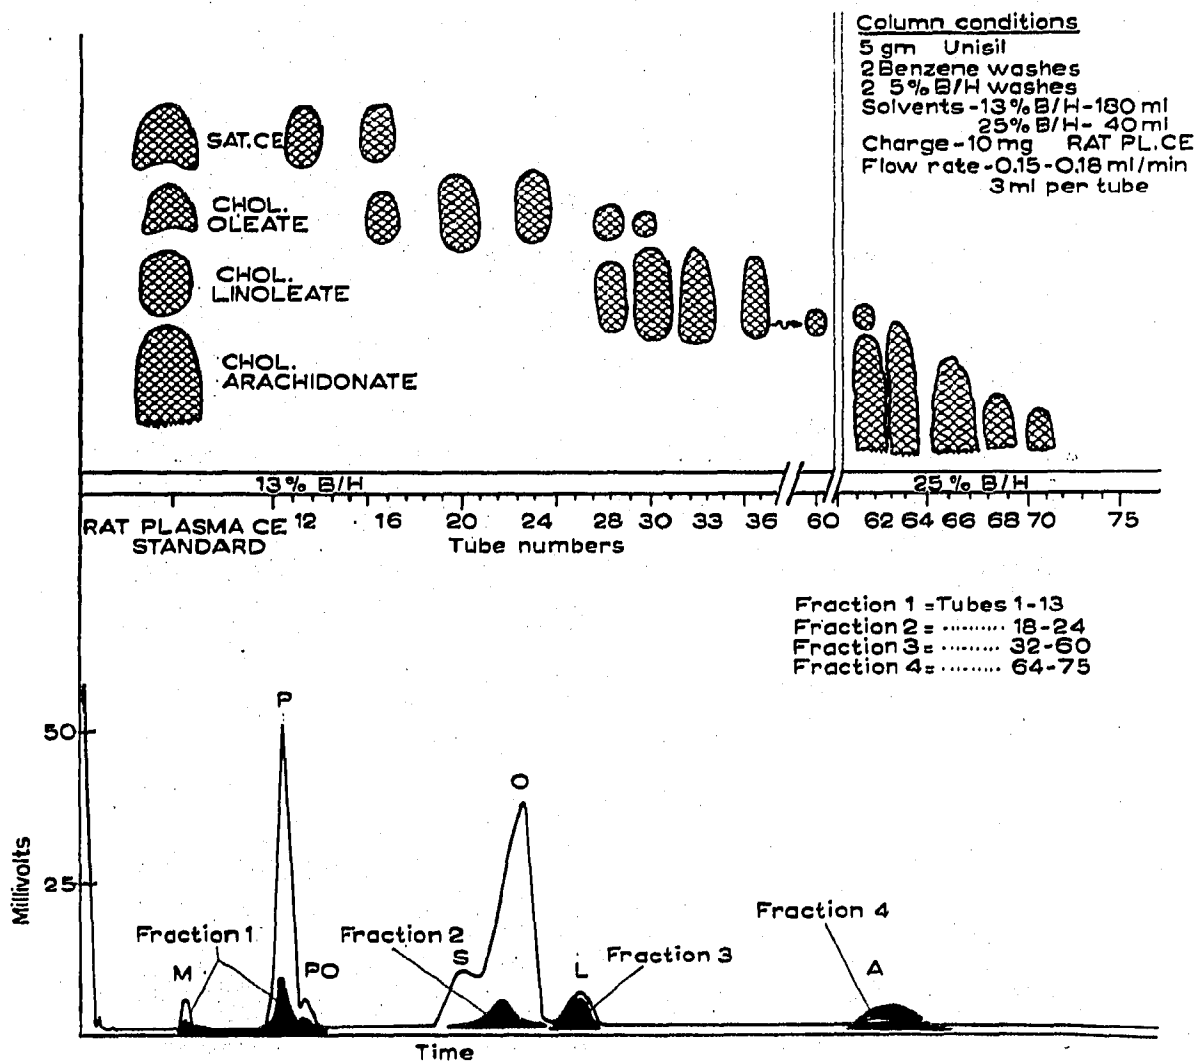 Column conditions
5 gm Unisil
2 Benzene washes
2 5% B/H washes
Solvents-13% B/H-180 ml
25% B/H- 40 ml
Charge-10 mg RAT PL.CE
Flow rate-0.15-0.18 ml/min
3 ml per tube
SAT.CE
CHOL.
OLEATE
CHOL.
LINOLEATE
CHOL.
ARACHIDONATE
13% B/H
25% B/H
RAT PLASMA CE
STANDARD
12 16 20 24 28 30 33 36 60 62 64 66 68 70 75
Tube numbers
Fraction 1 =Tubes 1-13
Fraction 2= ......... 18-24
Fraction 3= ......... 32-60
Fraction 4= ......... 64-75
Millivolts
50
25
P
O
Fraction 4
Fraction 1
Fraction 2
Fraction 3
M
PO
S
L
A
Time